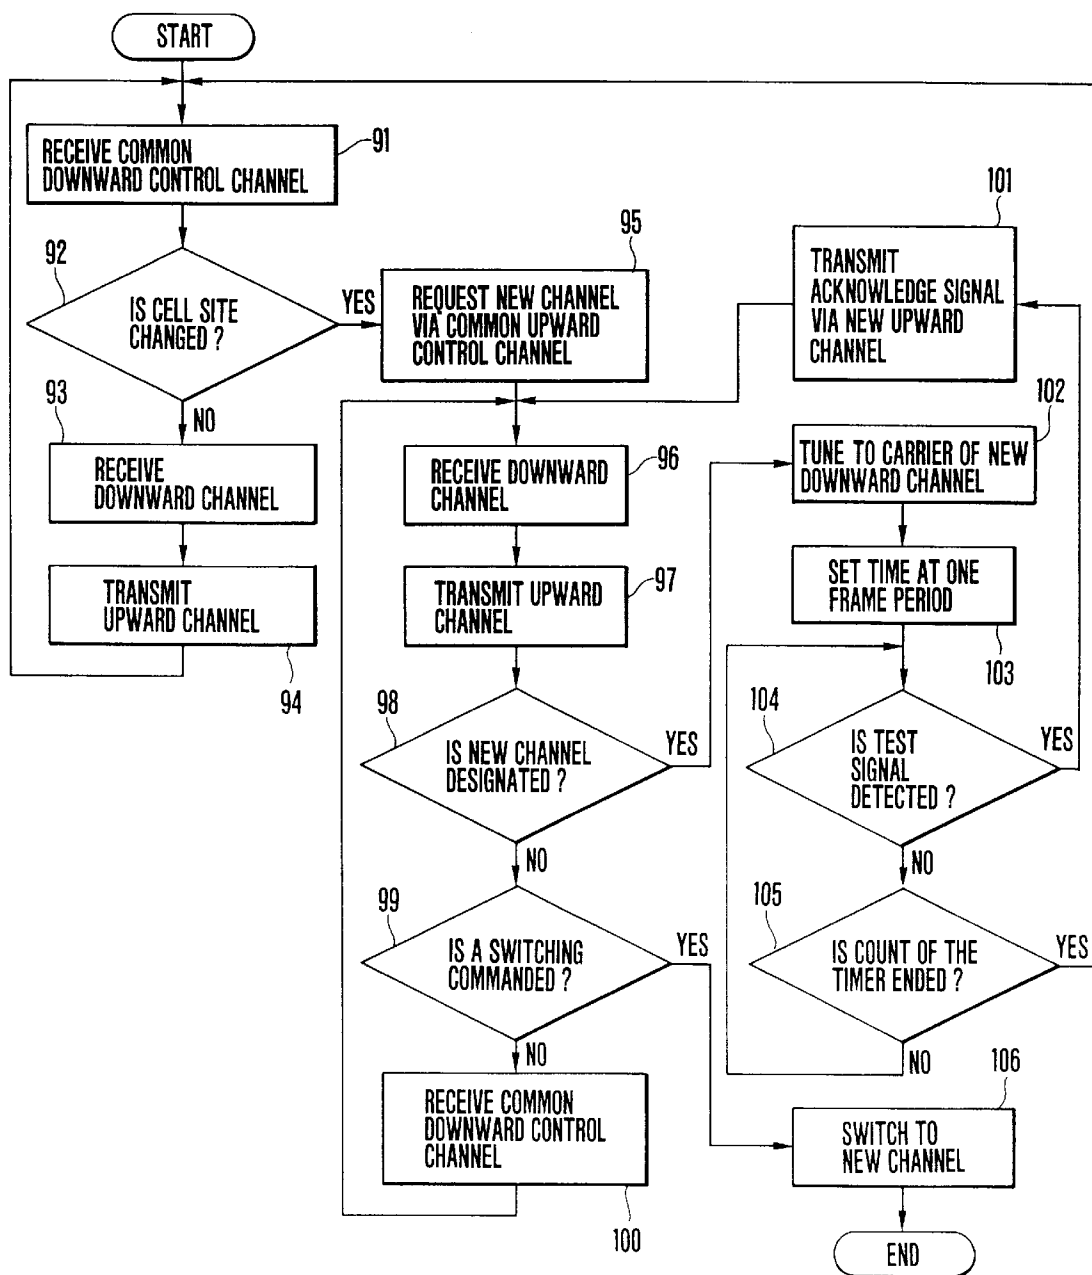 START
RECEIVE COMMON
DOWNWARD CONTROL CHANNEL
91
92
IS CELL SITE
CHANGED ?
YES
NO
93
RECEIVE
DOWNWARD CHANNEL
TRANSMIT
UPWARD CHANNEL
94
95
REQUEST NEW CHANNEL
VIA COMMON UPWARD
CONTROL CHANNEL
RECEIVE DOWNWARD
CHANNEL
96
TRANSMIT UPWARD
CHANNEL
97
98
IS NEW CHANNEL
DESIGNATED ?
YES
NO
99
IS A SWITCHING
COMMANDED ?
YES
NO
RECEIVE COMMON
DOWNWARD CONTROL
CHANNEL
100
101
TRANSMIT
ACKNOWLEDGE SIGNAL
VIA NEW UPWARD
CHANNEL
102
TUNE TO CARRIER OF NEW
DOWNWARD CHANNEL
SET TIME AT ONE
FRAME PERIOD
103
104
IS TEST
SIGNAL
DETECTED ?
YES
NO
105
IS COUNT OF THE
TIMER ENDED ?
YES
NO
106
SWITCH TO
NEW CHANNEL
END